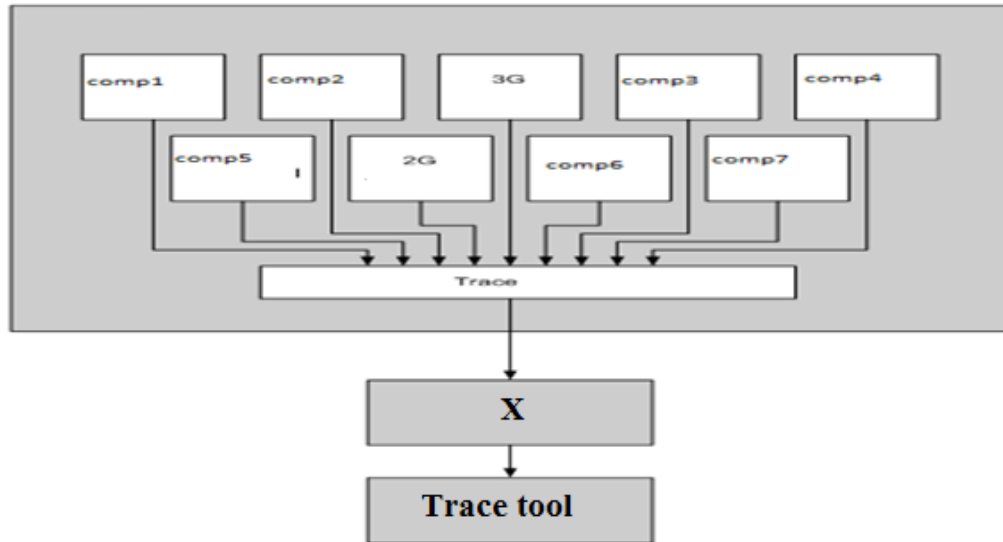 comp1
comp2
3G
comp3
comp4
comp5
2G
comp6
comp7
Trace
X
Trace tool